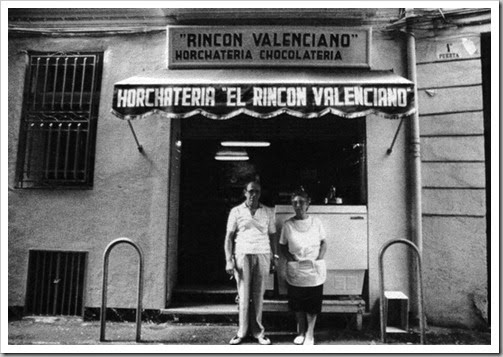 "RINCON VALENCIANO"
HORCHATERIA CHOCOLATERIA
HORCHATERIA "EL RINCON VALENCIANO"
1ª
PUERTA